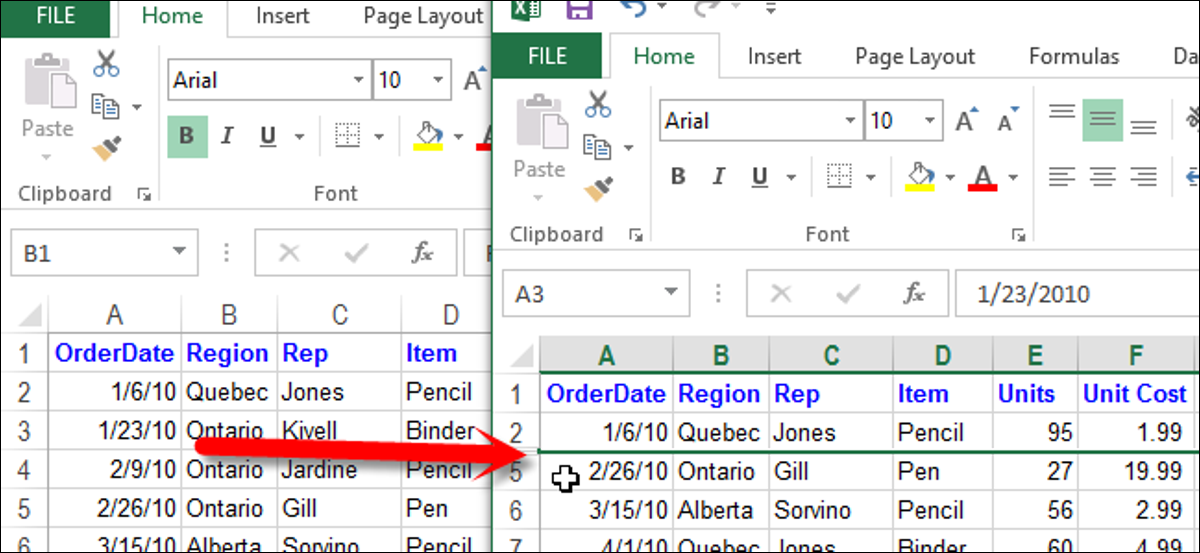 FILE Home Insert Page Layout
Arial 10 A
Paste B I U A
Clipboard Font
B1 fx
A B C D
1 OrderDate Region Rep Item
2 1/6/10 Quebec Jones Pencil
3 1/23/10 Ontario Kivell Binder
4 2/9/10 Ontario Jardine Pencil
5 2/26/10 Ontario Gill Pen
6 3/15/10 Alberta Sorvino Pencil
FILE Home Insert Page Layout Formulas Da
Arial 10 A A
Paste B I U A
Clipboard Font
A3 fx 1/23/2010
A B C D E F
1 OrderDate Region Rep Item Units Unit Cost
2 1/6/10 Quebec Jones Pencil 95 1.99
5 2/26/10 Ontario Gill Pen 27 19.99
6 3/15/10 Alberta Sorvino Pencil 56 2.99
7 4/1/10 Quebec Jones Binder 60 4.99